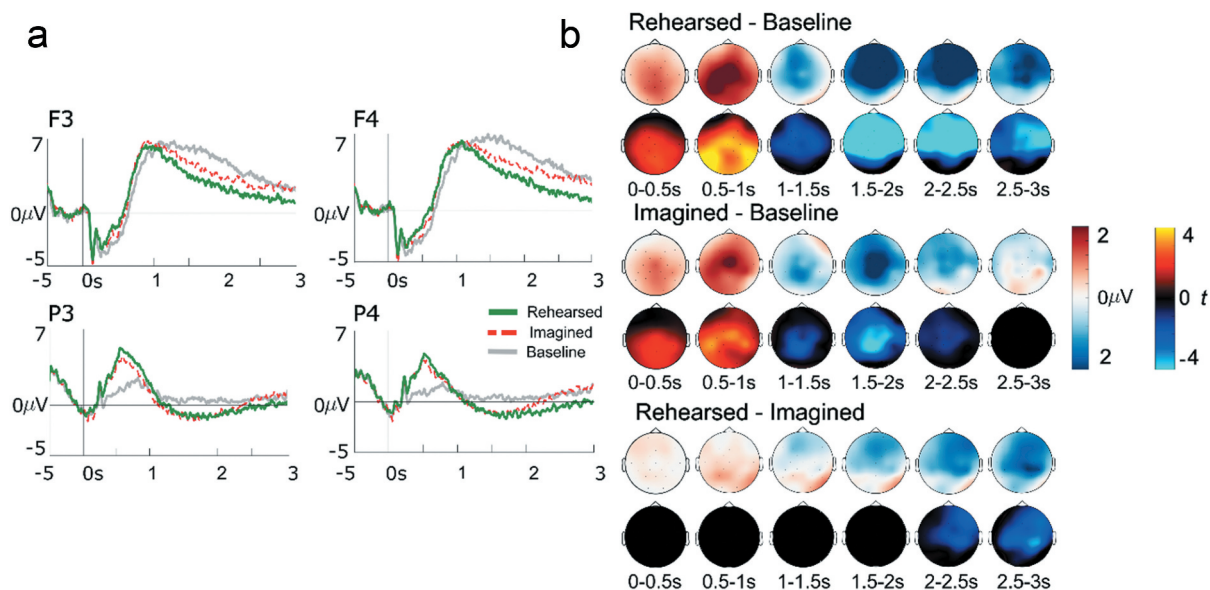 a
F3
7
0μV
-5
-5 0s 1 2 3
F4
7
0μV
-5
-5 0s 1 2 3
P3
7
0μV
-5
-5 0s 1 3
P4
7
0μV
-5
-5 0s 1 2 3
Rehearsed
Imagined
Baseline
b
Rehearsed - Baseline
0-0.5s 0.5-1s 1-1.5s 1.5-2s 2-2.5s 2.5-3s
Imagined - Baseline
0-0.5s 0.5-1s 1-1.5s 1.5-2s 2-2.5s 2.5-3s
2
0μV
2
4
0 t
-4
Rehearsed - Imagined
0-0.5s 0.5-1s 1-1.5s 1.5-2s 2-2.5s 2.5-3s